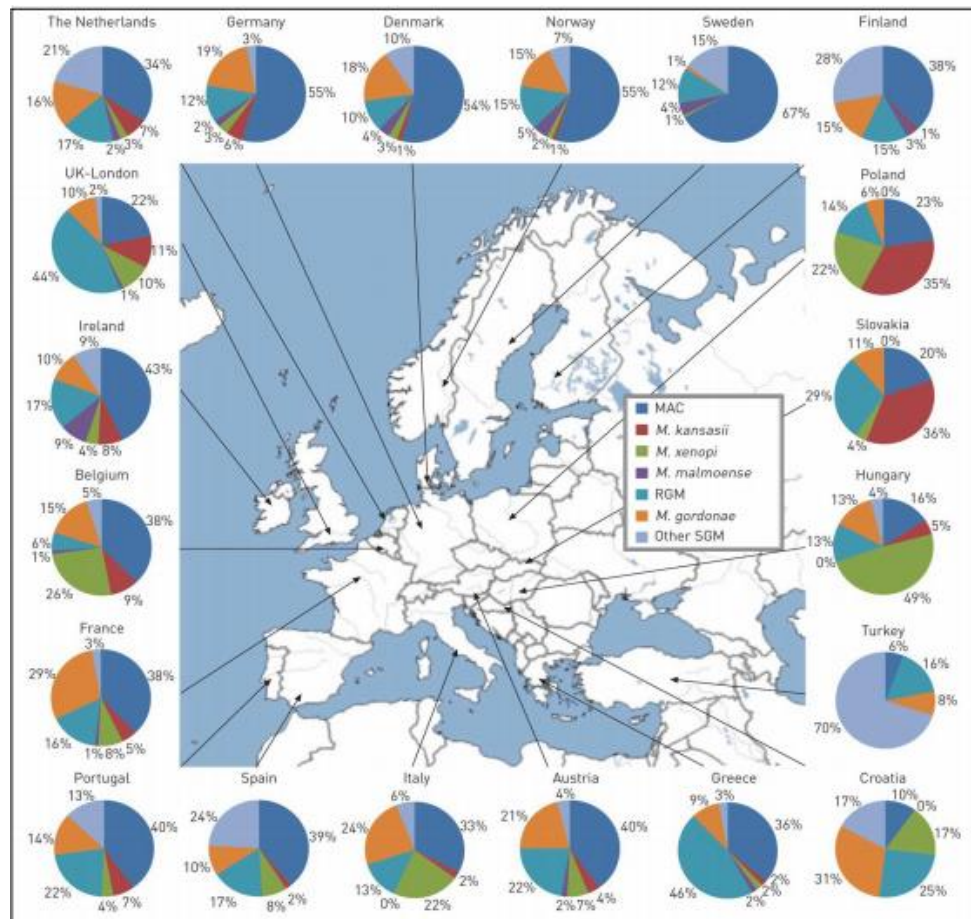 The Netherlands Germany Denmark Norway Sweden Finland
21% 34% 7% 3% 2% 17% 16%
3% 55% 6% 3% 2% 12% 19%
10% 54% 1% 3% 4% 10% 18%
7% 55% 1% 2% 5% 15% 15%
15% 67% 1% 4% 12% 1%
28% 38% 1% 3% 15% 15%
UK-London
2% 22% 11% 10% 1% 44% 10%
Poland
0% 23% 35% 22% 14% 6%
Ireland
9% 43% 8% 4% 9% 17% 10%
Slovakia
0% 20% 36% 4% 29% 11%
MAC
M. kansasii
M. xenopi
M. malmoense
RGM
M. gordonae
Other SGM
Belgium
5% 38% 9% 26% 1% 6% 15%
Hungary
4% 16% 5% 49% 0% 13% 13%
France
3% 38% 5% 8% 1% 16% 29%
Turkey
6% 16% 8% 70%
Portugal Spain Italy Austria Greece Croatia
13% 40% 7% 4% 22% 14%
24% 39% 2% 8% 17% 10%
6% 33% 2% 22% 0% 13% 24%
4% 40% 4% 7% 2% 22% 21%
3% 36% 2% 2% 2% 46% 9%
10% 0% 17% 25% 31% 17%